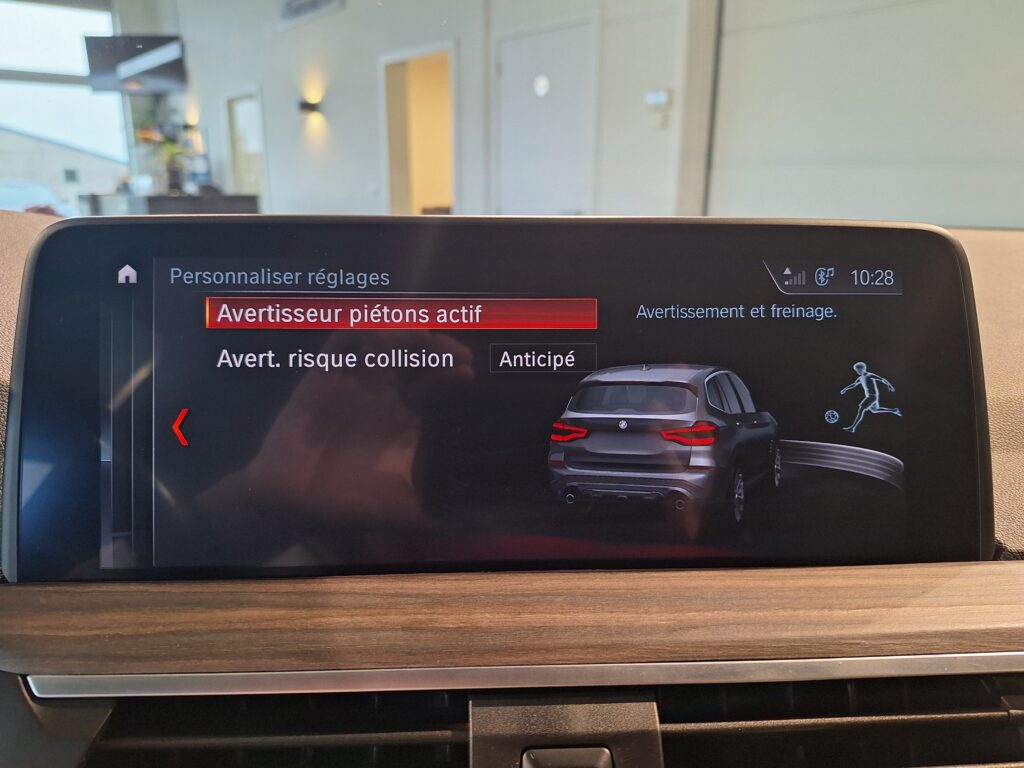 Personnaliser réglages
10:28
Avertisseur piétons actif
Avertissement et freinage.
Avert. risque collision
Anticipé